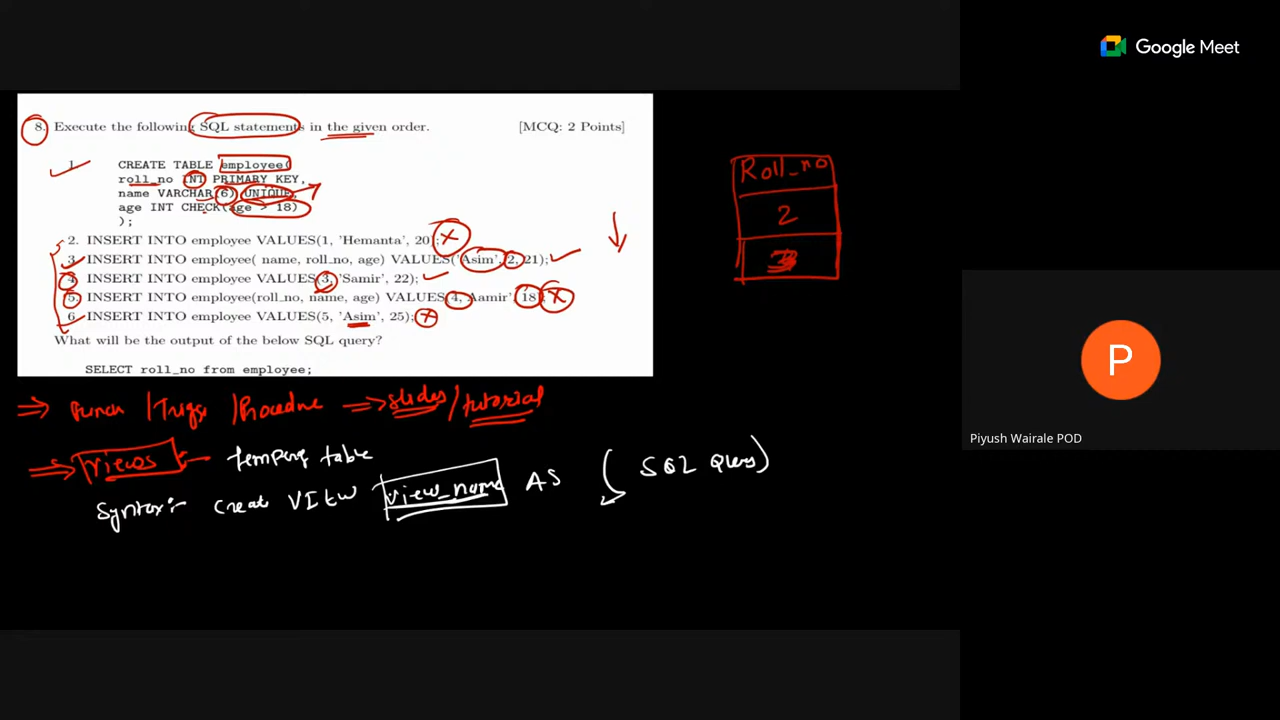 Google Meet
8. Execute the following SQL statements in the given order. [MCQ: 2 Points]
1. CREATE TABLE employee(
roll_no INT PRIMARY KEY,
name VARCHAR(6) UNIQUE,
age INT CHECK(age > 18)
);
2. INSERT INTO employee VALUES(1, 'Hemanta', 20);
3. INSERT INTO employee( name, roll_no, age) VALUES('Asim', 2, 21);
4. INSERT INTO employee VALUES(3, 'Samir', 22);
5. INSERT INTO employee(roll_no, name, age) VALUES(4, 'Aamir', 18);
6. INSERT INTO employee VALUES(5, 'Asim', 25);
What will be the output of the below SQL query?
SELECT roll_no from employee;
Roll_no
2
3
⇒ | | Procedure ⇒ slides/tutorial
⇒ Views table
Syntax:- Creat VIEW view_name AS (SQL Query)
P
Piyush Wairale POD